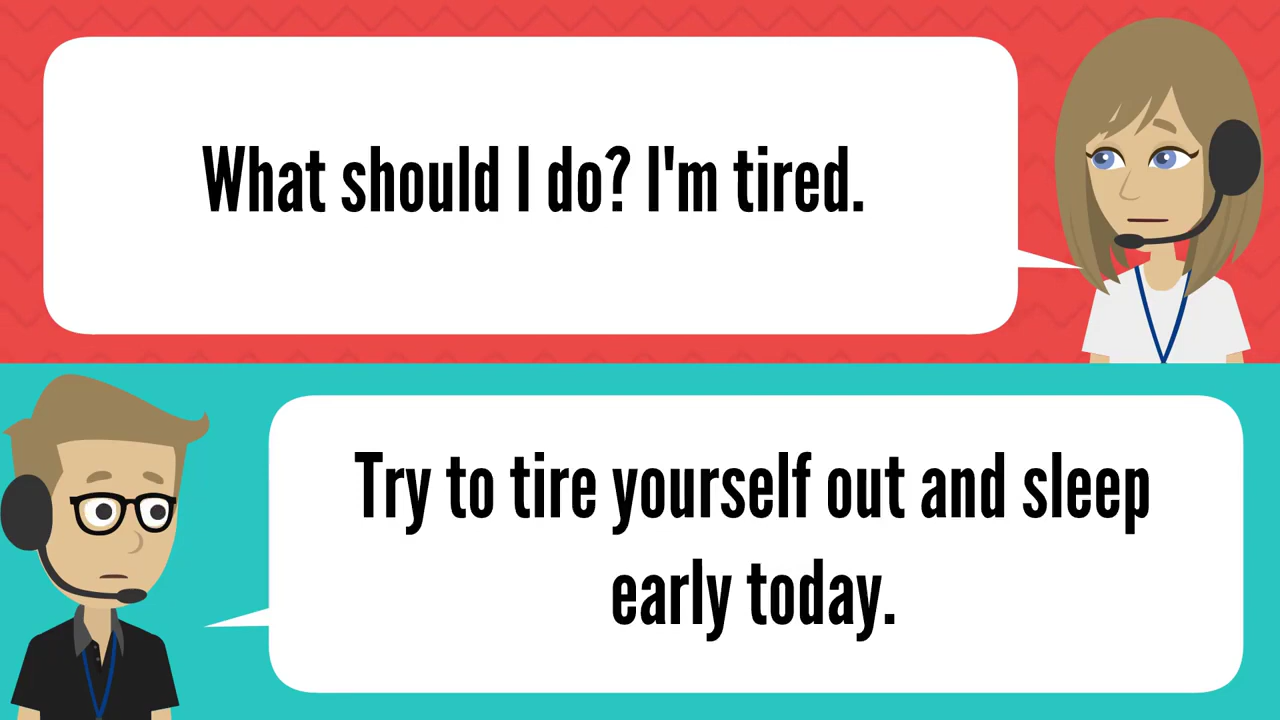 What should I do? I'm tired.
Try to tire yourself out and sleep
early today.